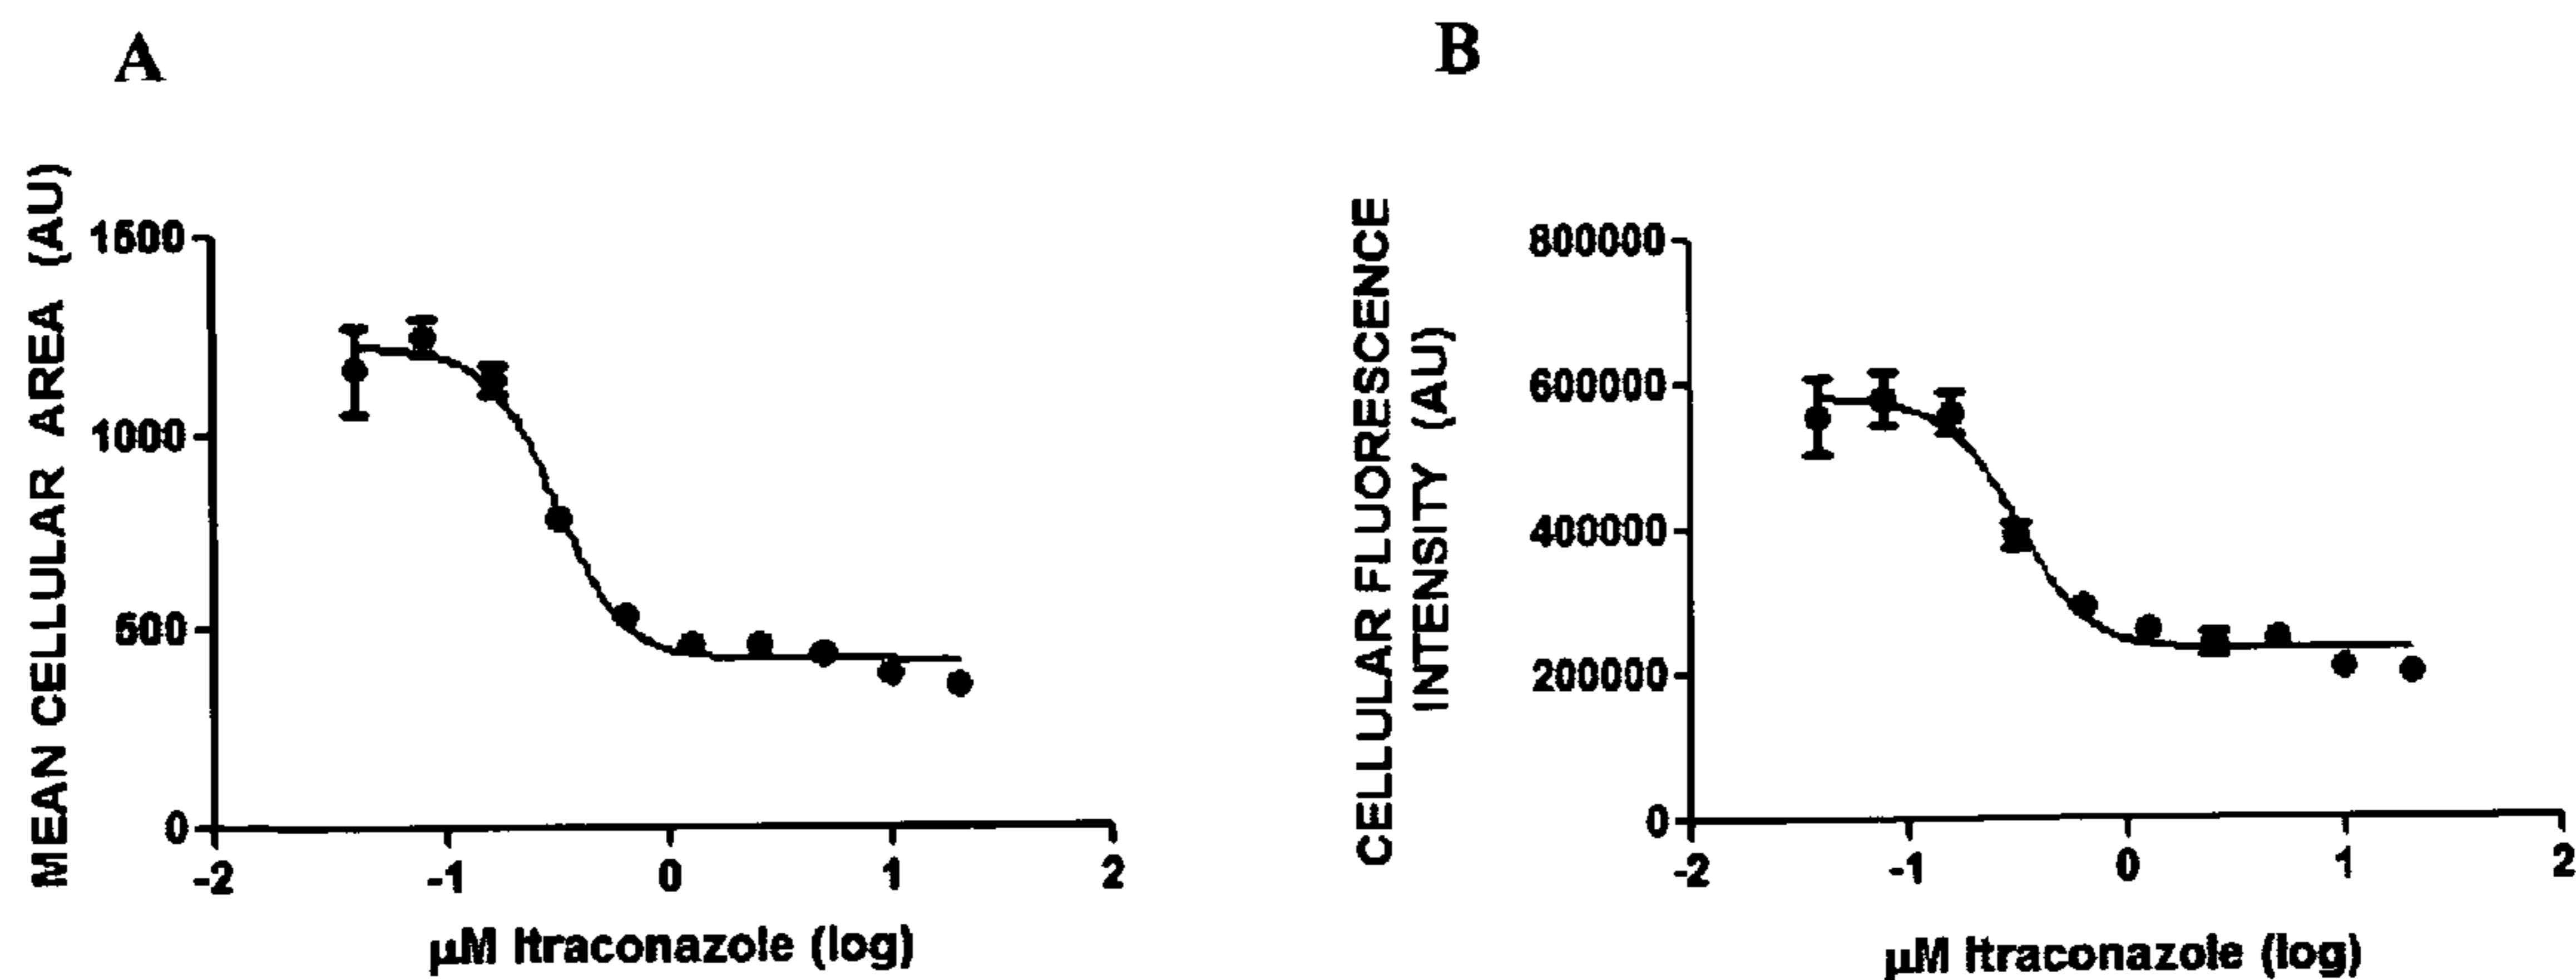 A
B
MEAN CELLULAR AREA (AU)
1500
1000
500
0
-2
-1
0
1
2
µM Itraconazole (log)
CELLULAR FLUORESCENCE
INTENSITY (AU)
800000
600000
400000
200000
0
-2
-1
0
1
2
µM Itraconazole (log)